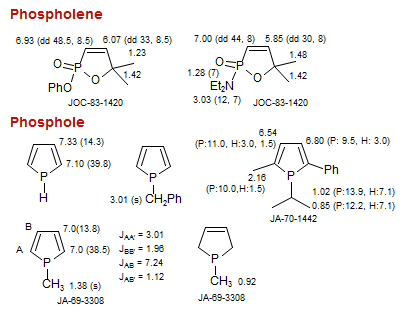 Phospholene
6.93 (dd 48.5, 8.5) 6.07 (dd 33, 8.5)
1.23
O P O
1.42
PhO
JOC-83-1420
7.00 (dd 44, 8) 5.85 (dd 30, 8)
1.48
O P O
1.28 (7) 1.42
Et2N
3.03 (12, 7) JOC-83-1420
Phosphole
7.33 (14.3)
7.10 (39.8)
P
H
P
3.01 (s) CH2Ph
6.54
(P:11.0, H:3.0, 1.5) 6.80 (P: 9.5, H: 3.0)
Ph
2.16 P
(P:10.0,H:1.5) 1.02 (P:13.9, H:7.1)
0.85 (P:12.2, H:7.1)
JA-70-1442
B 7.0(13.8)
A 7.0 (38.5)
P
CH3 1.38 (s)
JA-69-3308
JAA' = 3.01
JBB' = 1.96
JAB = 7.24
JAB' = 1.12
P
CH3 0.92
JA-69-3308